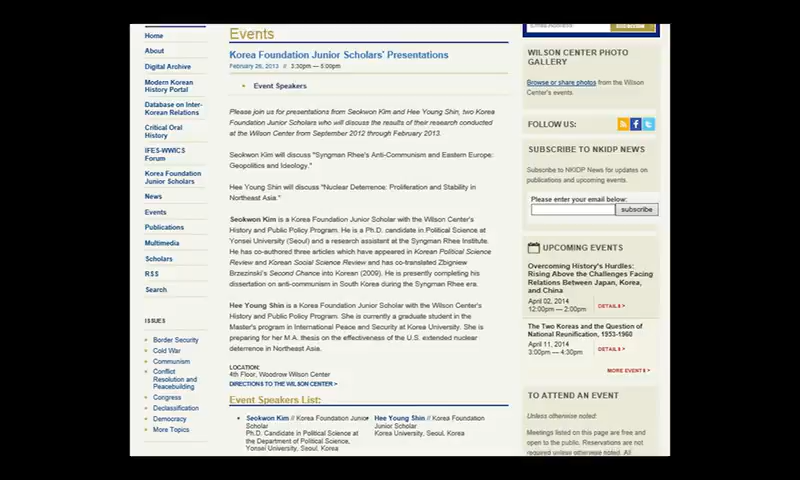 Home
About
Digital Archive
Modern Korean
History Portal
Database on Inter-
Korean Relations
Critical Oral
History
IFES-WWICS
Forum
Korea Foundation
Junior Scholars
News
Events
Publications
Multimedia
Scholars
RSS
Search
ISSUES
Border Security
Cold War
Communism
Conflict
Resolution and
Peacebuilding
Congress
Declassification
Democracy
More Topics
Events
Korea Foundation Junior Scholars' Presentations
February 26, 2013 // 3:30pm — 5:00pm
Event Speakers
Please join us for presentations from Seokwon Kim and Hee Young Shin, two Korea
Foundation Junior Scholars who will discuss the results of their research conducted
at the Wilson Center from September 2012 through February 2013.
Seokwon Kim will discuss "Syngman Rhee's Anti-Communism and Eastern Europe:
Geopolitics and Ideology."
Hee Young Shin will discuss "Nuclear Deterrence: Proliferation and Stability in
Northeast Asia."
Seokwon Kim is a Korea Foundation Junior Scholar with the Wilson Center's
History and Public Policy Program. He is a Ph.D. candidate in Political Science at
Yonsei University (Seoul) and a research assistant at the Syngman Rhee Institute.
He has co-authored three articles which have appeared in Korean Political Science
Review and Korean Social Science Review and has co-translated Zbigniew
Brzezinski's Second Chance into Korean (2009). He is presently completing his
dissertation on anti-communism in South Korea during the Syngman Rhee era.
Hee Young Shin is a Korea Foundation Junior Scholar with the Wilson Center's
History and Public Policy Program. She is currently a graduate student in the
Master's program in International Peace and Security at Korea University. She is
preparing for her M.A. thesis on the effectiveness of the U.S. extended nuclear
deterrence in Northeast Asia.
LOCATION:
4th Floor, Woodrow Wilson Center
DIRECTIONS TO THE WILSON CENTER >
Event Speakers List:
Seokwon Kim // Korea Foundation Junior
Scholar
Ph.D. Candidate in Political Science at
the Department of Political Science,
Yonsei University, Seoul, Korea
Hee Young Shin // Korea Foundation
Junior Scholar
Korea University, Seoul, Korea
Email Address
WILSON CENTER PHOTO
GALLERY
Browse or share photos from the Wilson
Center's events.
FOLLOW US:
SUBSCRIBE TO NKIDP NEWS
Subscribe to NKIDP News for updates on
publications and upcoming events.
Please enter your email below:
subscribe
UPCOMING EVENTS
Overcoming History's Hurdles:
Rising Above the Challenges Facing
Relations Between Japan, Korea,
and China
April 02, 2014
12:00pm — 2:00pm
DETAILS >
The Two Koreas and the Question of
National Reunification, 1953-1960
April 11, 2014
3:00pm — 4:30pm
DETAILS >
MORE EVENTS >
TO ATTEND AN EVENT
Unless otherwise noted:
Meetings listed on this page are free and
open to the public. Reservations are not
required unless otherwise noted. All